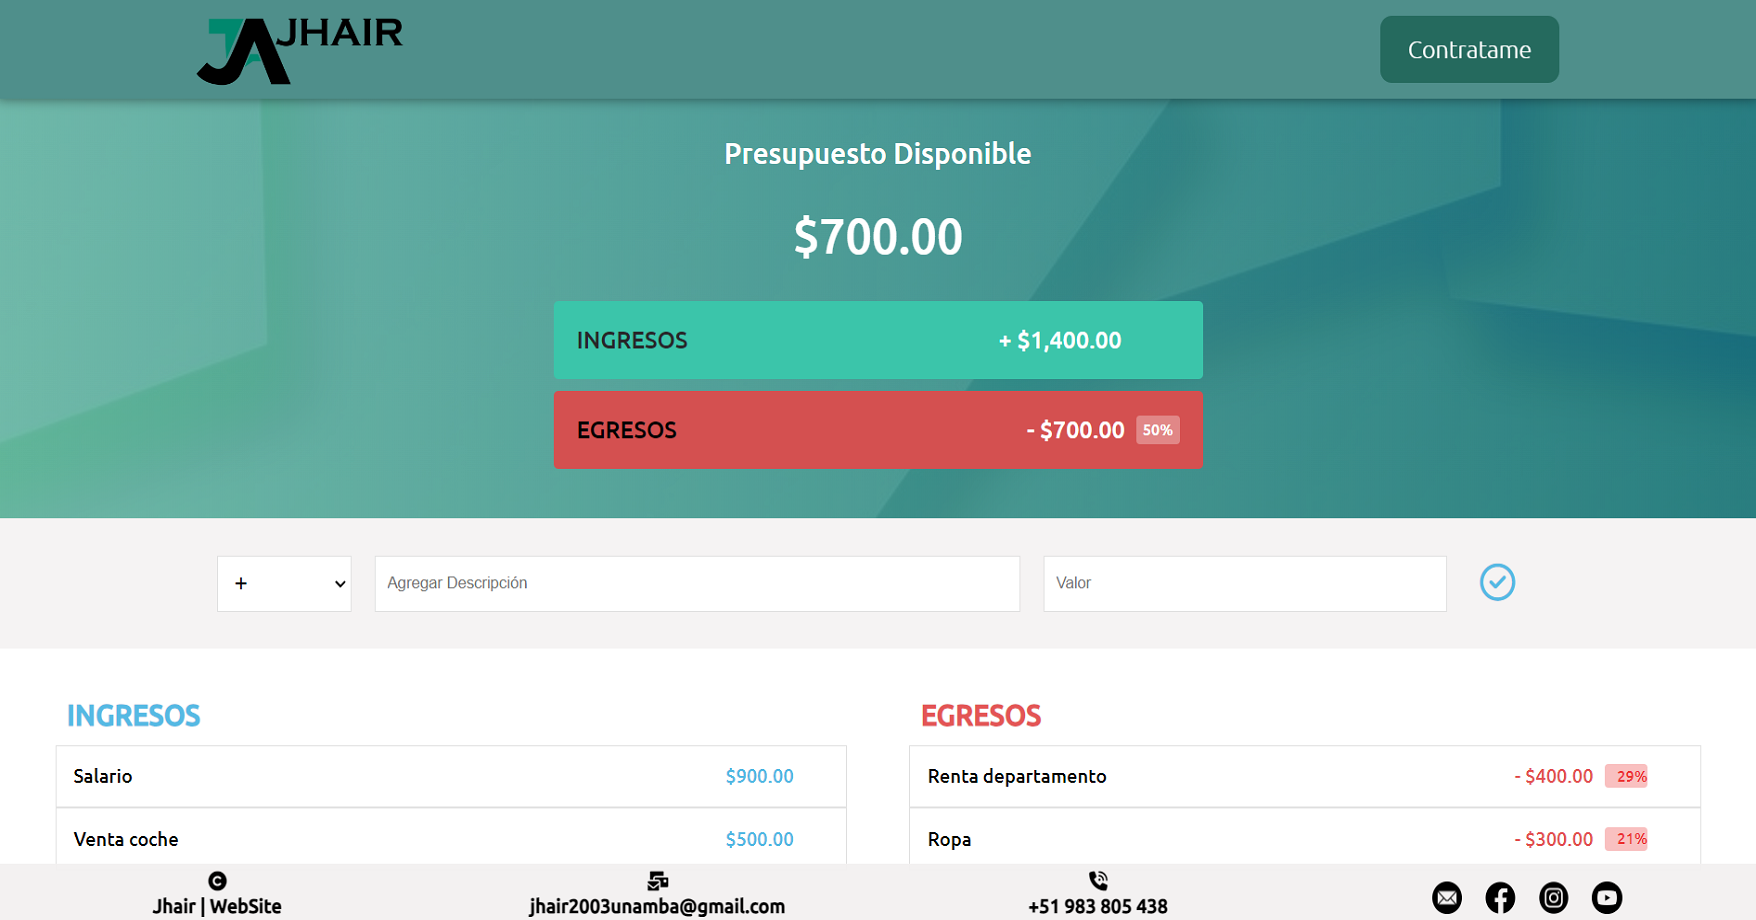 JHAIR
Contratame
Presupuesto Disponible
$700.00
INGRESOS + $1,400.00
EGRESOS - $700.00 50%
+ Agregar Descripción Valor
INGRESOS
Salario $900.00
Venta coche $500.00
EGRESOS
Renta departamento - $400.00 29%
Ropa - $300.00 21%
Jhair | WebSite
jhair2003unamba@gmail.com
+51 983 805 438